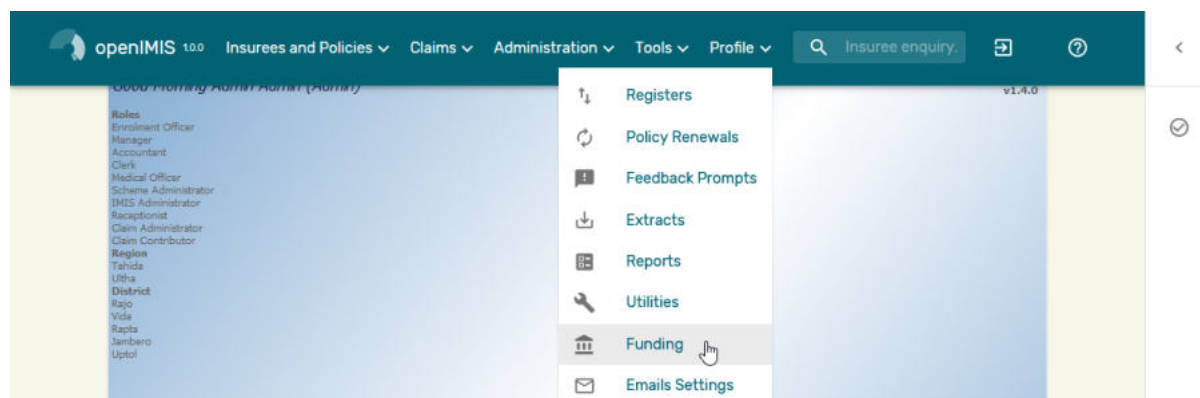 openIMIS 1.0.0 Insurees and Policies Claims Administration Tools Profile Insuree enquiry.
Good Morning Admin Admin (Admin)
v1.4.0
Roles
Enrolment Officer
Manager
Accountant
Clerk
Medical Officer
Scheme Administrator
IMIS Administrator
Receptionist
Claim Administrator
Claim Contributor
Region
Tahida
Ultha
District
Rajo
Vida
Rapta
Jambero
Uptol
Registers
Policy Renewals
Feedback Prompts
Extracts
Reports
Utilities
Funding
Emails Settings